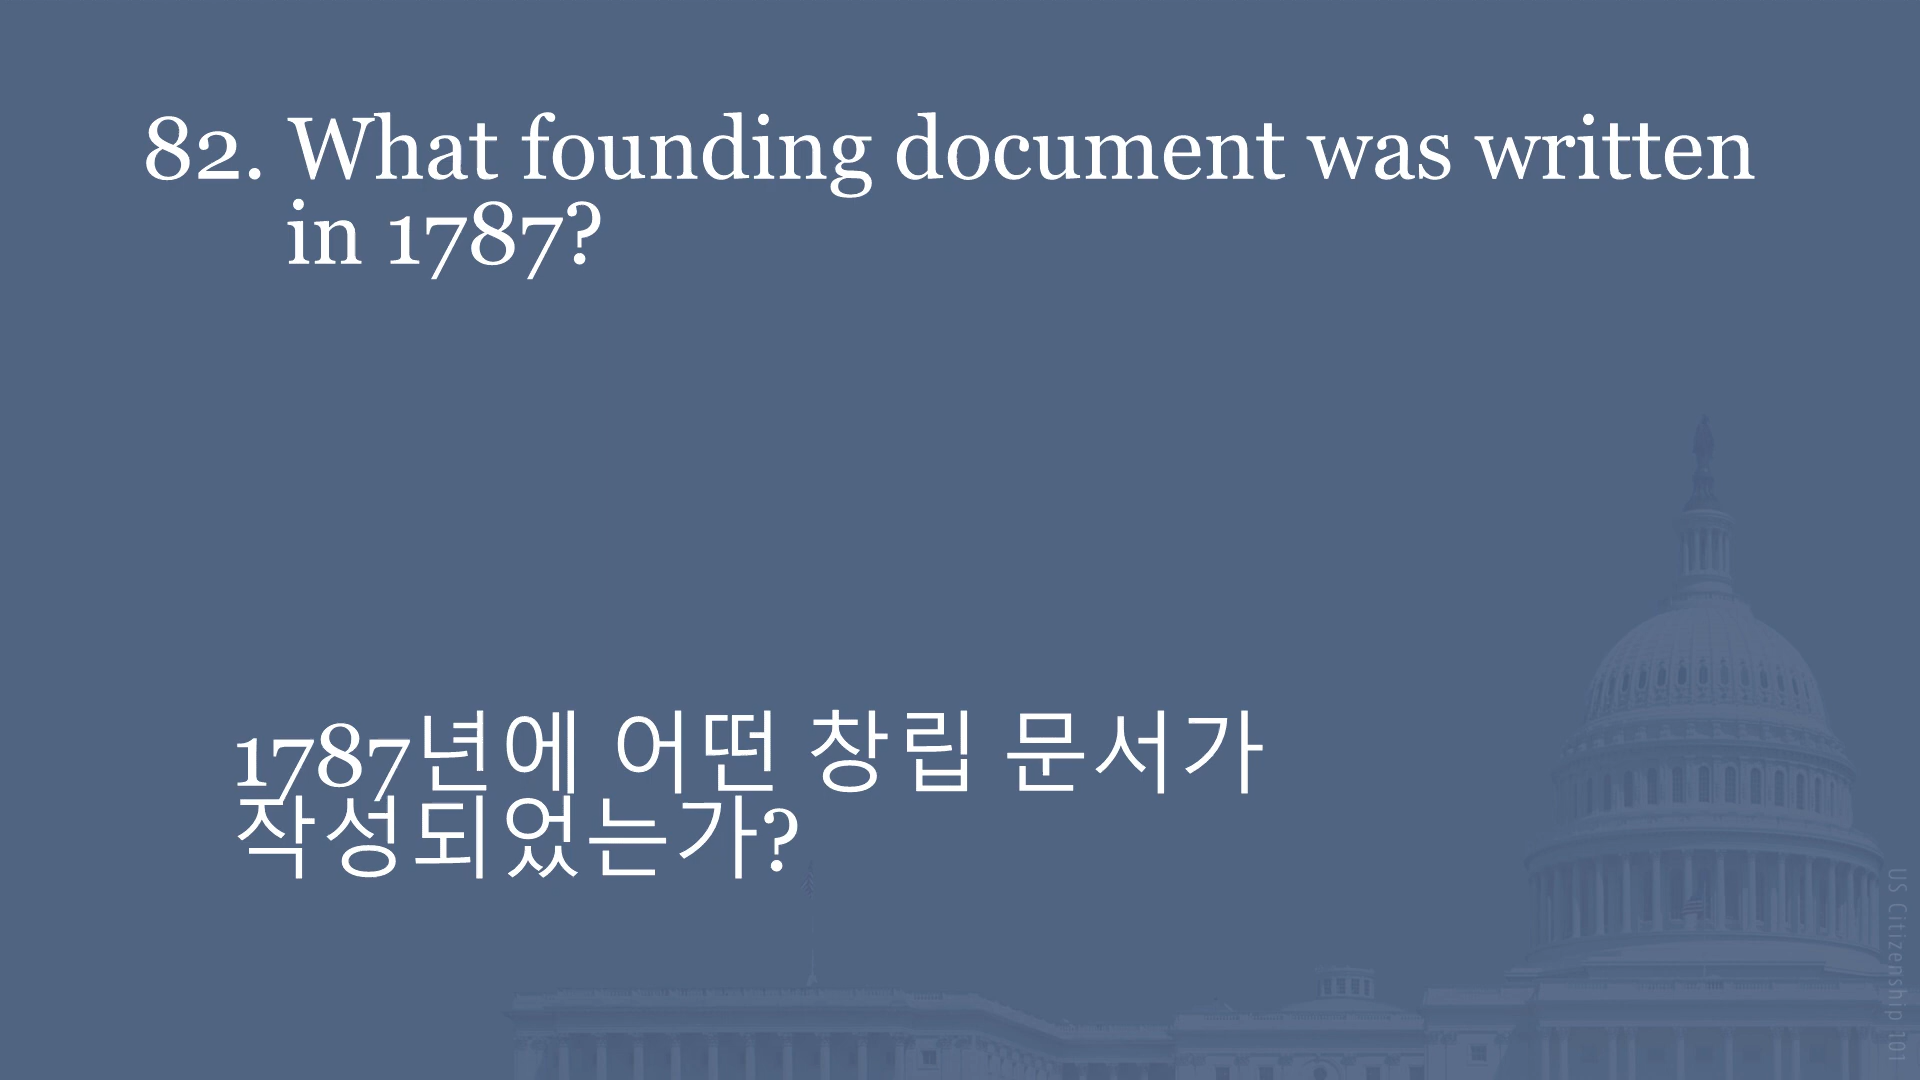 82. What founding document was written
in 1787?
1787년에 어떤 창립 문서가
작성되었는가?
US Citizenship 101